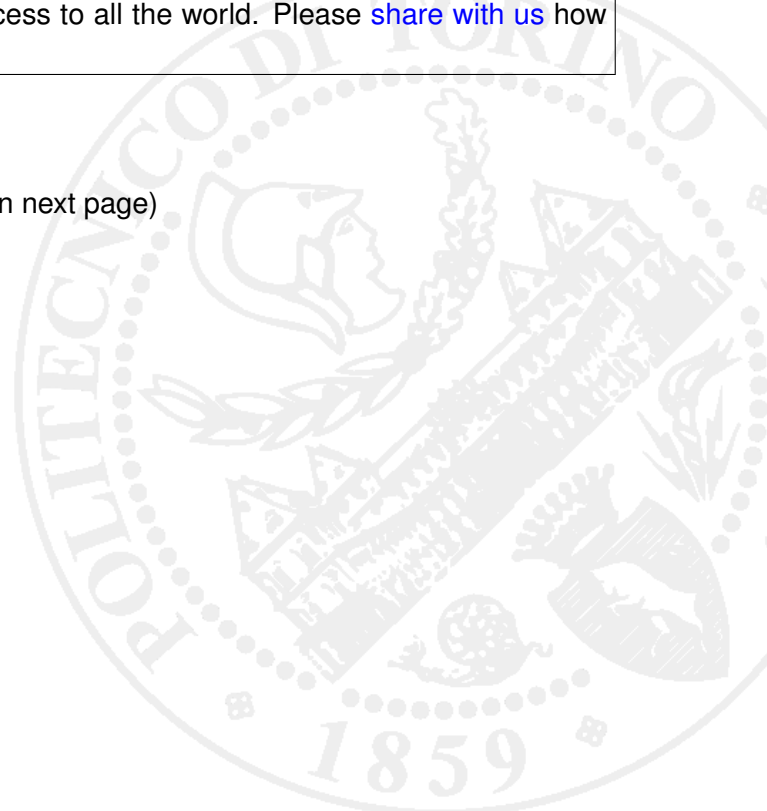 cess to all the world. Please share with us how
n next page)
POLITECNICO DI TORINO
1859